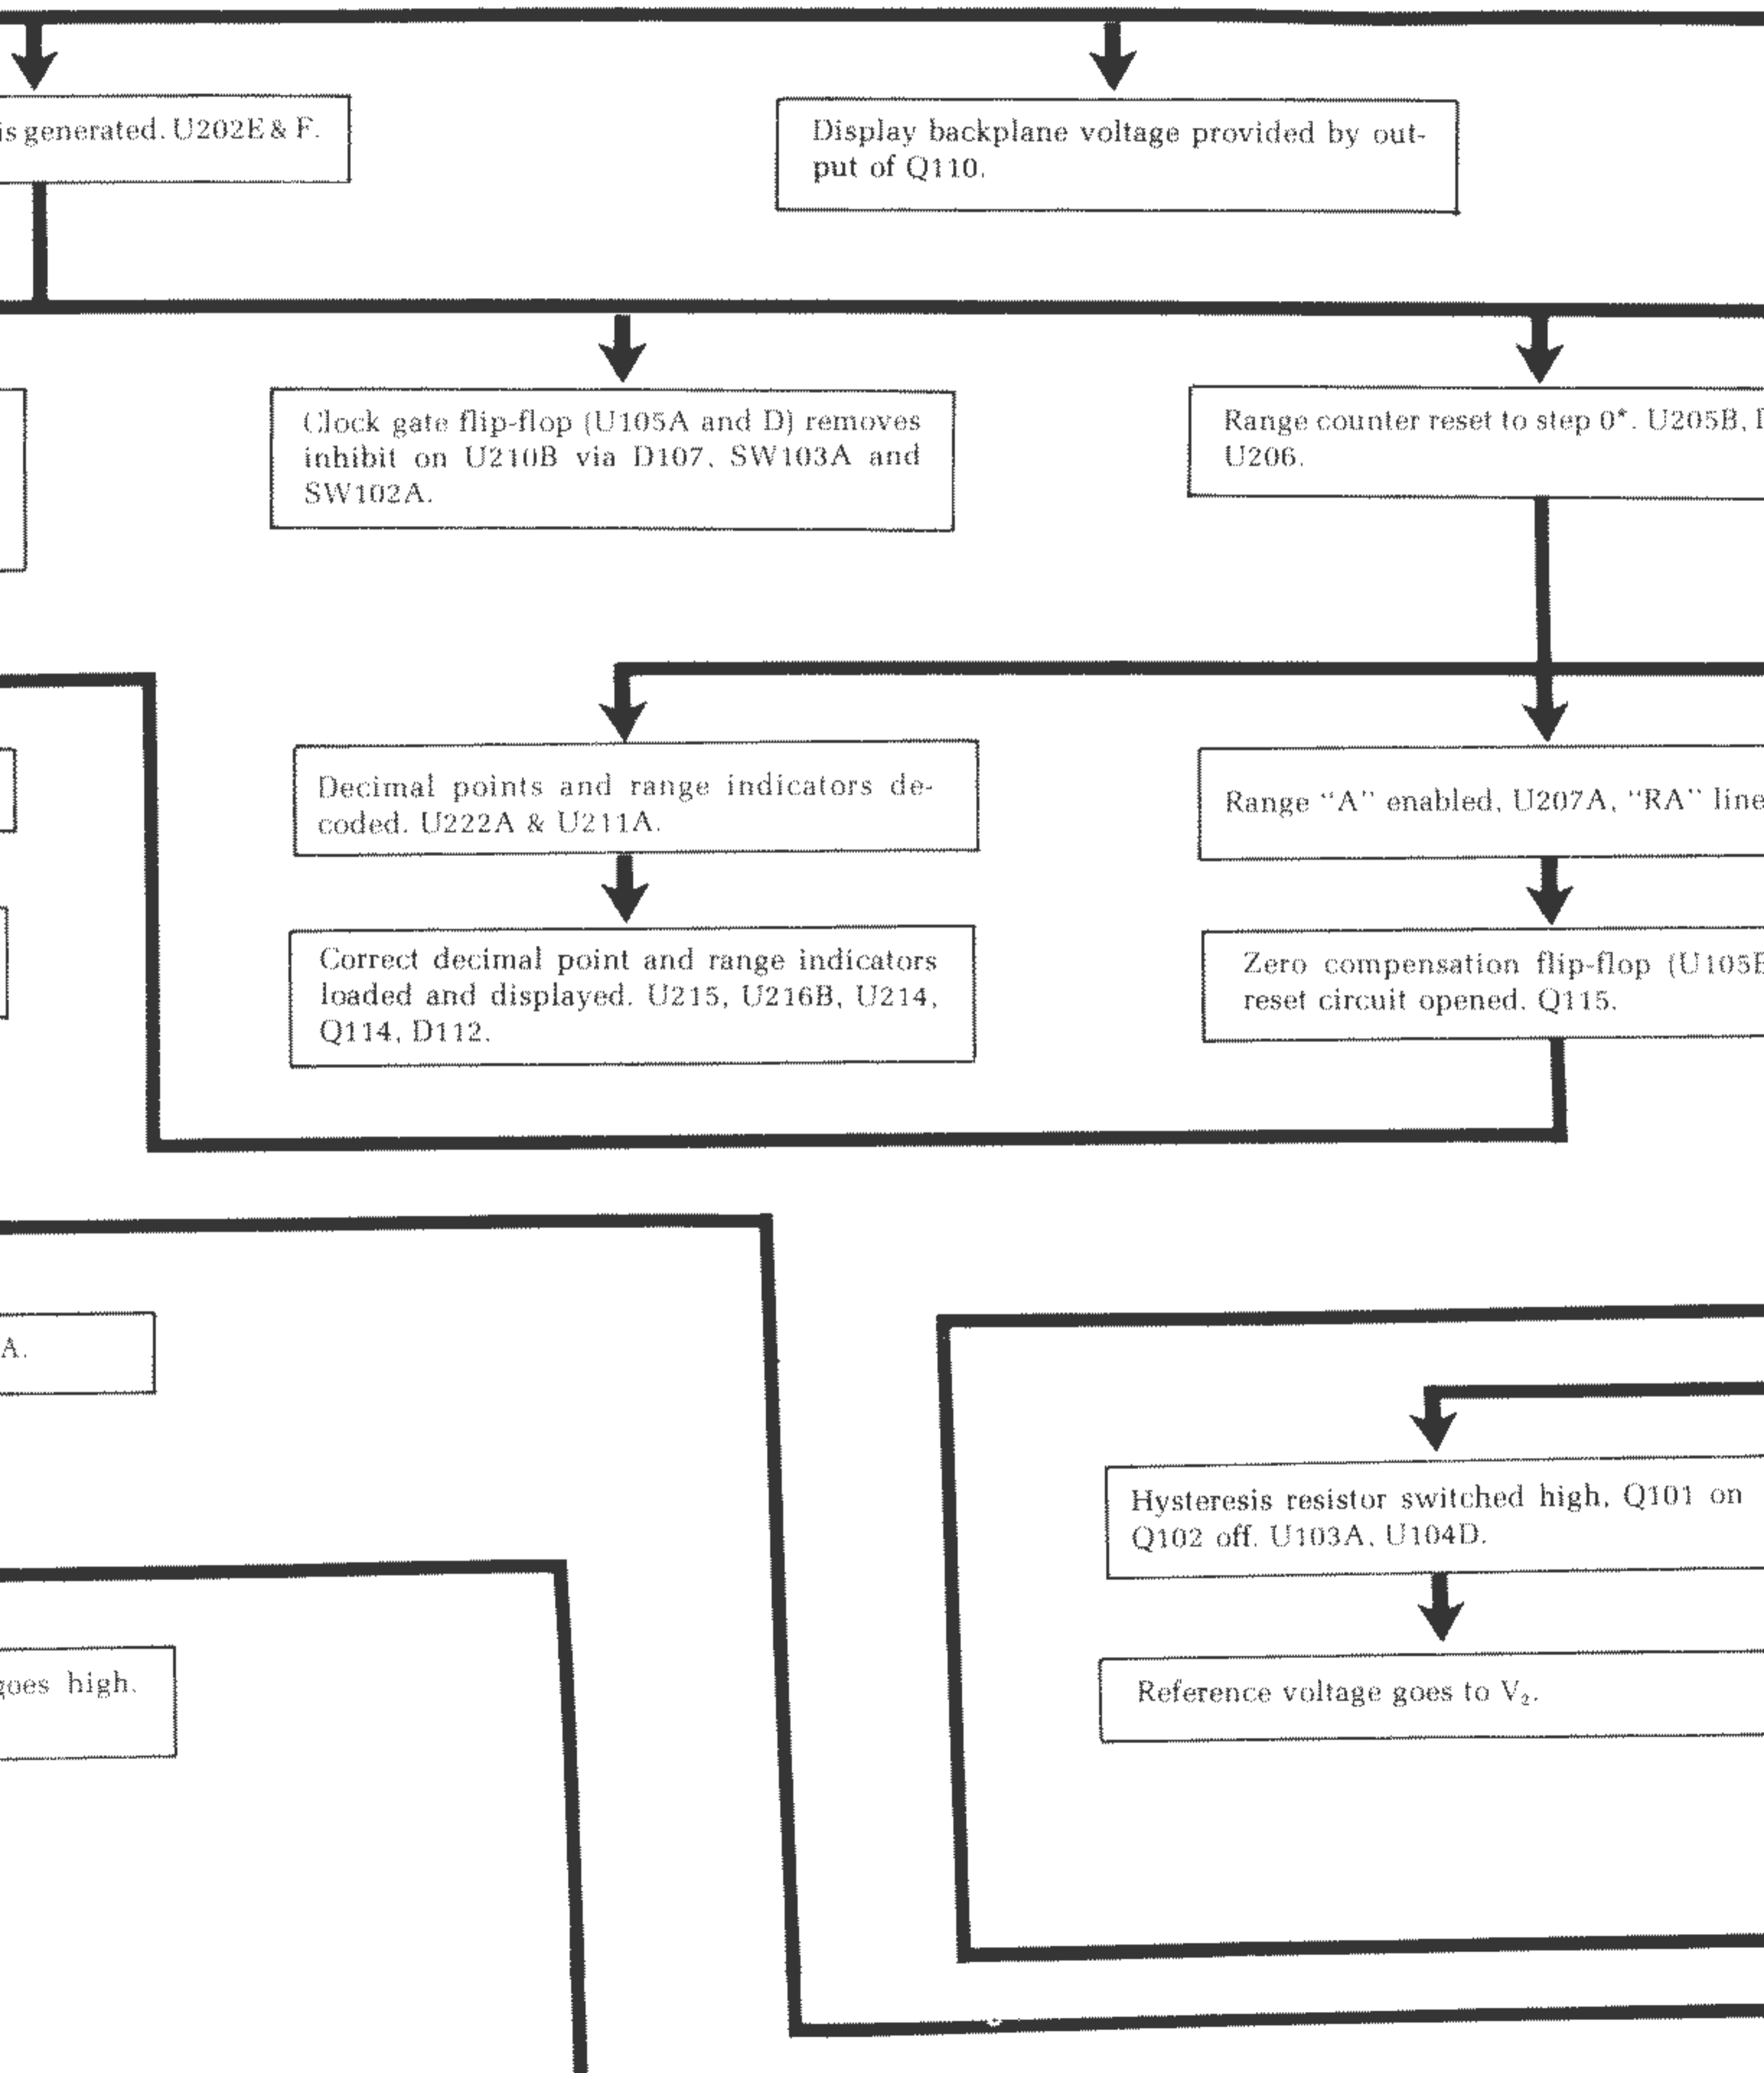 is generated. U202E & F.
Display backplane voltage provided by out-
put of Q110.
Clock gate flip-flop (U105A and D) removes
inhibit on U210B via D107, SW103A and
SW102A.
Range counter reset to step 0*. U205B,
U206.
Decimal points and range indicators de-
coded. U222A & U211A.
Range “A” enabled, U207A, “RA” line
Correct decimal point and range indicators
loaded and displayed. U215, U216B, U214,
Q114, D112.
Zero compensation flip-flop (U105B
reset circuit opened. Q115.
A.
Hysteresis resistor switched high, Q101 on
Q102 off. U103A, U104D.
goes high.
Reference voltage goes to V₂.